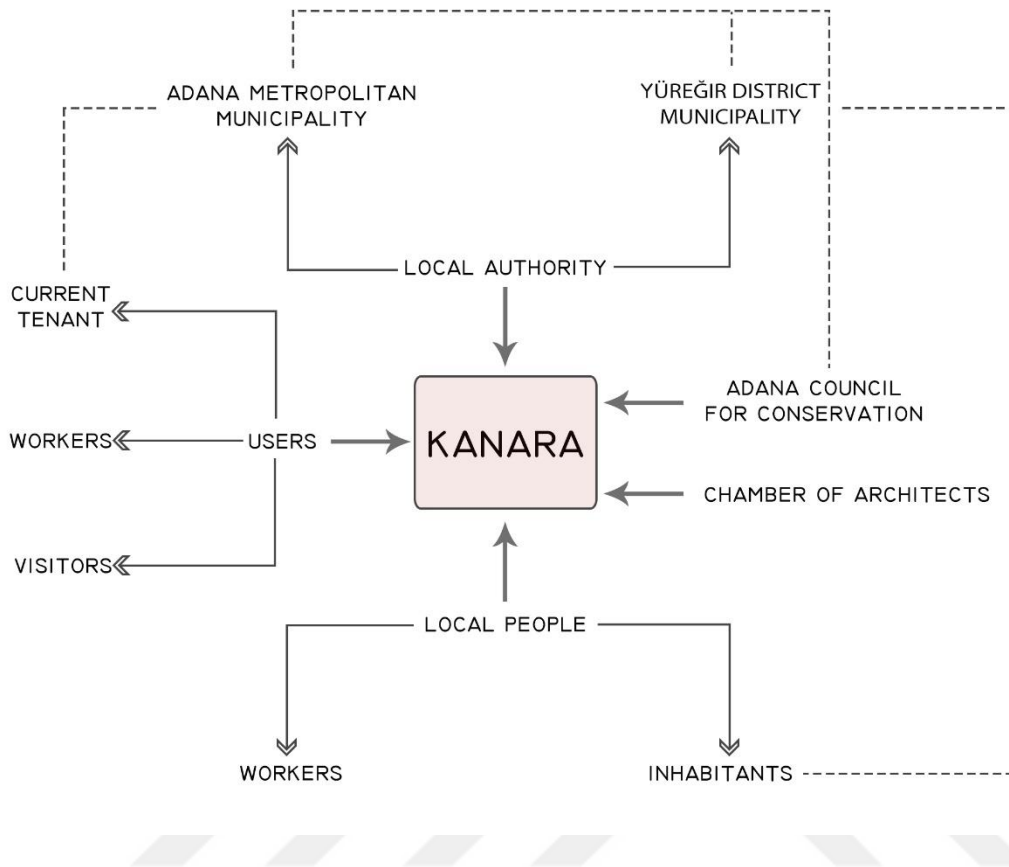 ADANA METROPOLITAN
MUNICIPALITY
YÜREĞIR DISTRICT
MUNICIPALITY
LOCAL AUTHORITY
CURRENT
TENANT
ADANA COUNCIL
FOR CONSERVATION
WORKERS
USERS
KANARA
CHAMBER OF ARCHITECTS
VISITORS
LOCAL PEOPLE
WORKERS
INHABITANTS